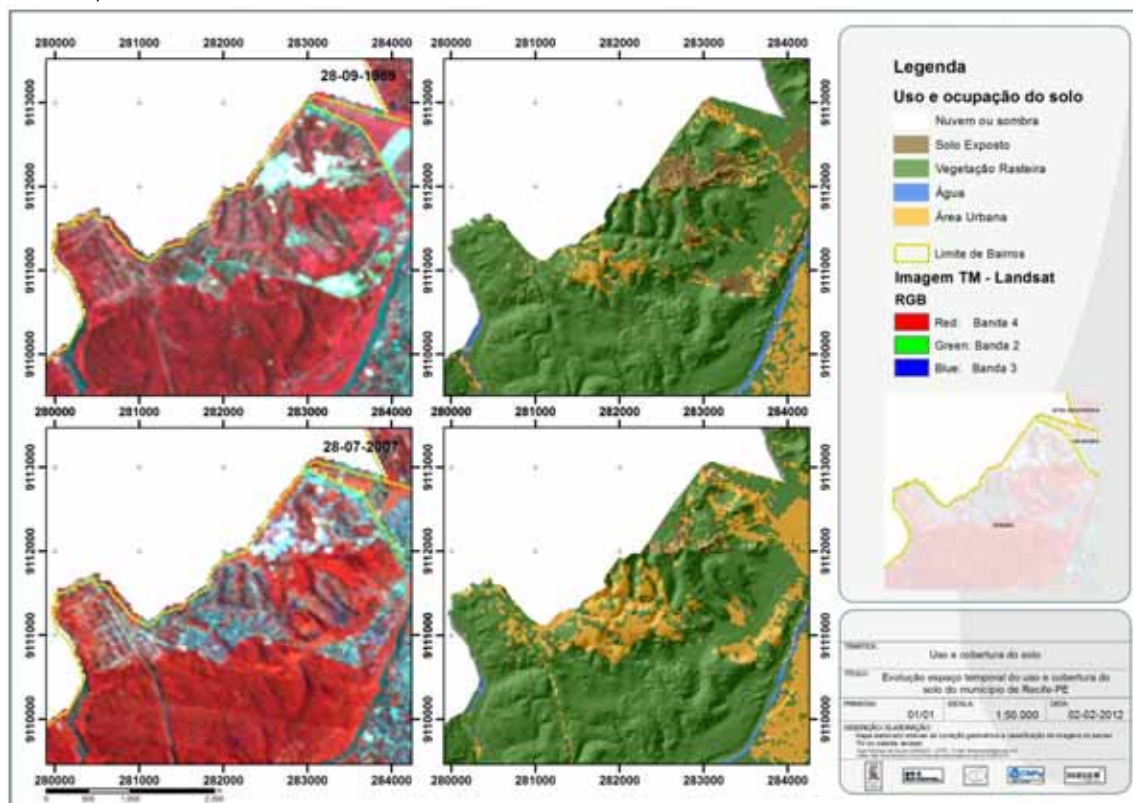 280000 281000 282000 283000 284000
280000 281000 282000 283000 284000
28-09-1989
9113000
9112000
9111000
9110000
9113000
9112000
9111000
9110000
280000 281000 282000 283000 284000
280000 281000 282000 283000 284000
28-07-2007
9113000
9112000
9111000
9110000
9113000
9112000
9111000
9110000
280000 281000 282000 283000 284000
280000 281000 282000 283000 284000
Legenda
Uso e ocupação do solo
Nuvem ou sombra
Solo Exposto
Vegetação Rasteira
Água
Área Urbana
Limite de Bairros
Imagem TM - Landsat
RGB
Red: Banda 4
Green: Banda 2
Blue: Banda 3
Uso e cobertura do solo
Evolução espaço temporal do uso e cobertura do
solo do município de Recife-PE
01/01 1:50.000 02-02-2012